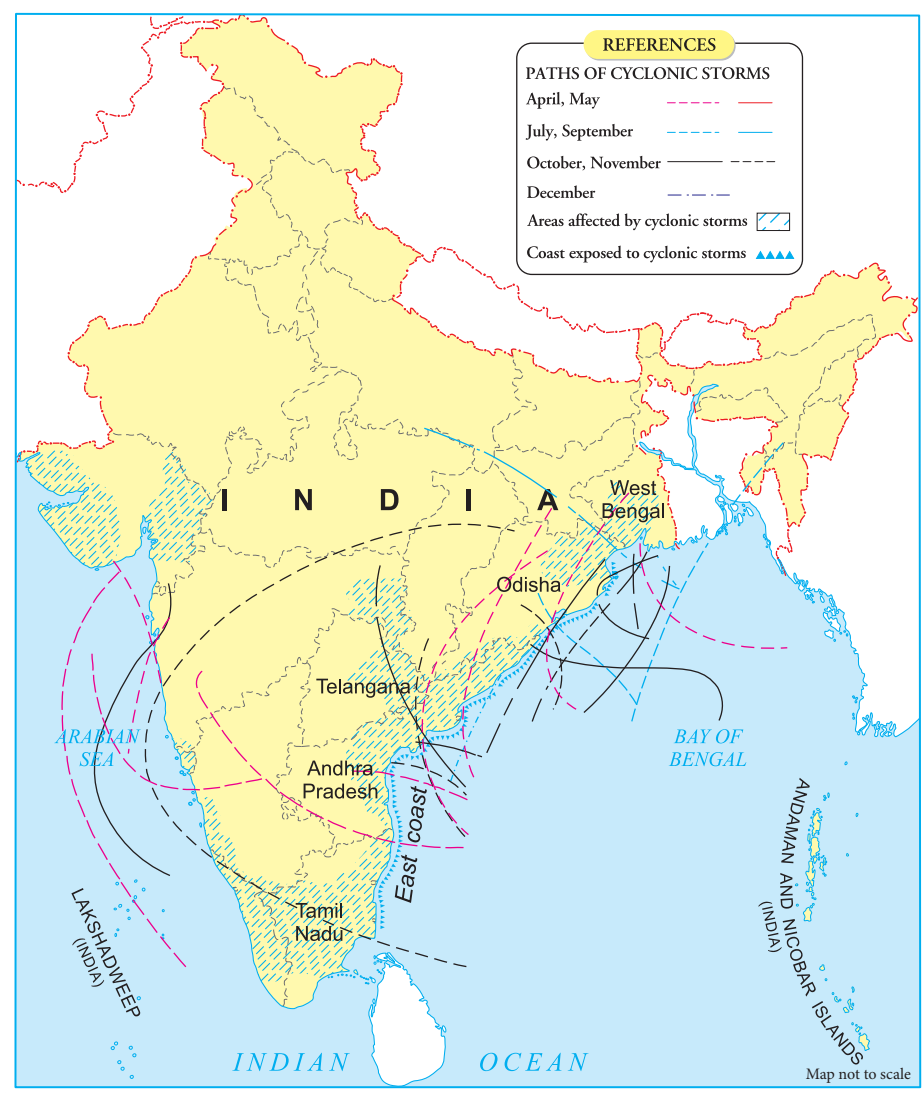 REFERENCES
PATHS OF CYCLONIC STORMS
April, May
July, September
October, November
December
Areas affected by cyclonic storms
Coast exposed to cyclonic storms
I N D I A
West
Bengal
Odisha
Telangana
ARABIAN
SEA
BAY OF
BENGAL
Andhra
Pradesh
East coast
ANDAMAN AND NICOBAR ISLANDS
(INDIA)
LAKSHADWEEP
(INDIA)
Tamil
Nadu
INDIAN OCEAN
Map not to scale